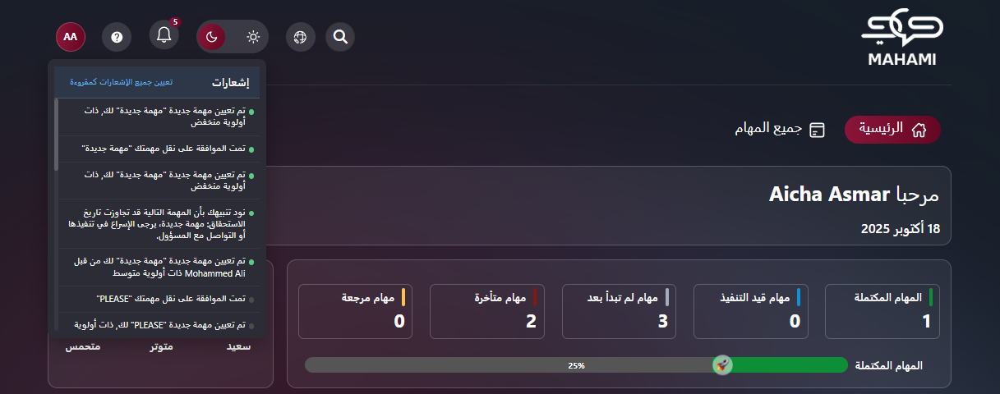 صكي
MAHAMI
5
AA
الرئيسية
جميع المهام
إشعارات
تعيين جميع الإشعارات كمقروءة
تم تعيين مهمة جديدة "مهمة جديدة" لك, ذات
أولوية منخفض
تمت الموافقة على نقل مهمتك "مهمة جديدة"
تم تعيين مهمة جديدة "مهمة جديدة" لك, ذات
أولوية منخفض
نود تنبيهك بأن المهمة التالية قد تجاوزت تاريخ
الاستحقاق: مهمة جديدة، يرجى الإسراع في تنفيذها
أو التواصل مع المسؤول.
تم تعيين مهمة جديدة "مهمة جديدة" لك من قبل
Mohammed Ali ذات أولوية متوسط
تمت الموافقة على نقل مهمتك "PLEASE"
تم تعيين مهمة جديدة "PLEASE" لك, ذات أولوية
مرحبا Aicha Asmar
18 أكتوبر 2025
المهام المكتملة
1
مهام قيد التنفيذ
0
مهام لم تبدأ بعد
3
مهام متأخرة
2
مهام مرجعة
0
المهام المكتملة
25%
سعيد
متوتر
متحمس